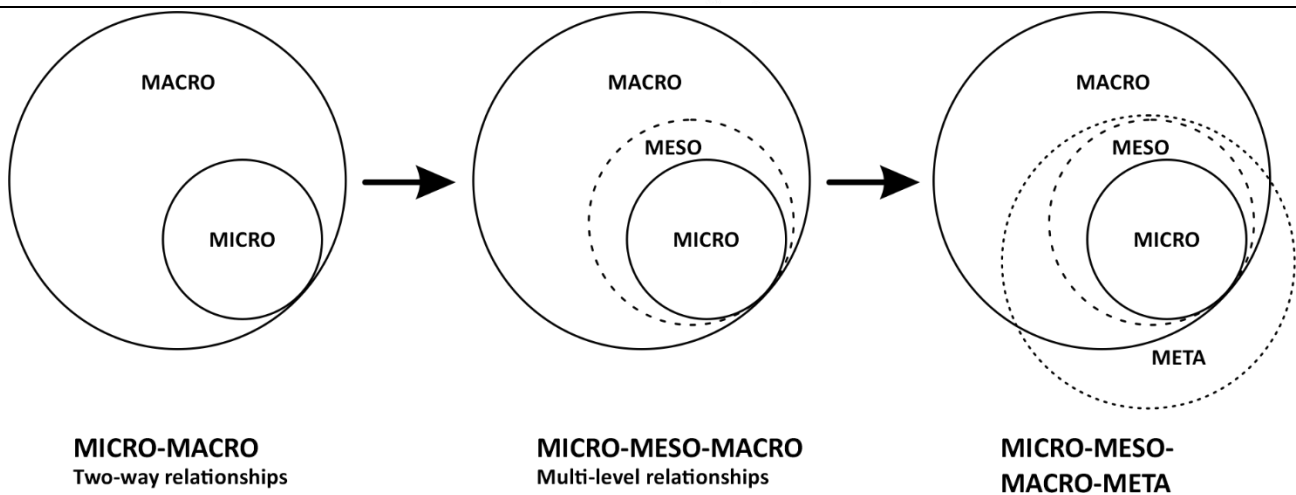 MACRO
MICRO
MACRO
MESO
MICRO
MACRO
MESO
MICRO
META
MICRO-MACRO
Two-way relationships
MICRO-MESO-MACRO
Multi-level relationships
MICRO-MESO-
MACRO-META